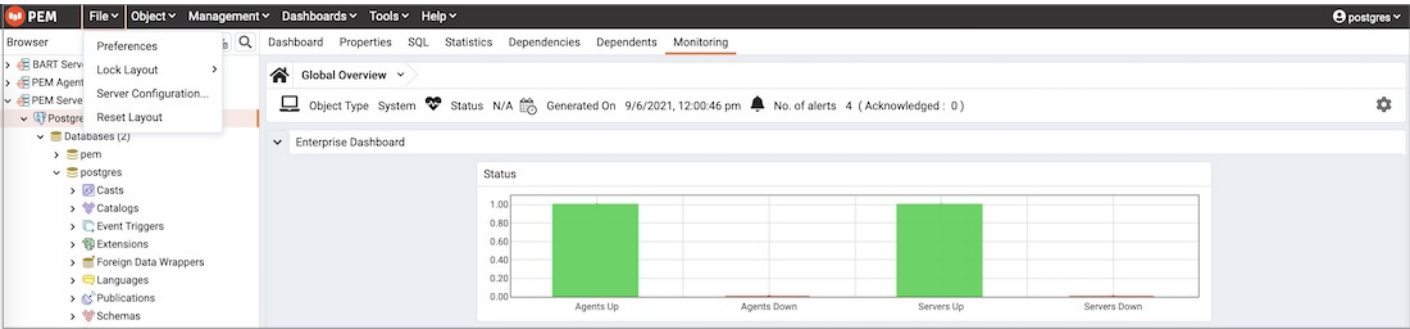 PEM File Object Management Dashboards Tools Help postgres
Browser Dashboard Properties SQL Statistics Dependencies Dependents Monitoring
Preferences
Lock Layout
Server Configuration...
Reset Layout
BART Serv
PEM Agent
PEM Serve
Postgre
Databases (2)
pem
postgres
Casts
Catalogs
Event Triggers
Extensions
Foreign Data Wrappers
Languages
Publications
Schemas
Global Overview
Object Type System Status N/A Generated On 9/6/2021, 12:00:46 pm No. of alerts 4 (Acknowledged: 0)
Enterprise Dashboard
Status
1.00
0.80
0.60
0.40
0.20
0.00
Agents Up Agents Down Servers Up Servers Down